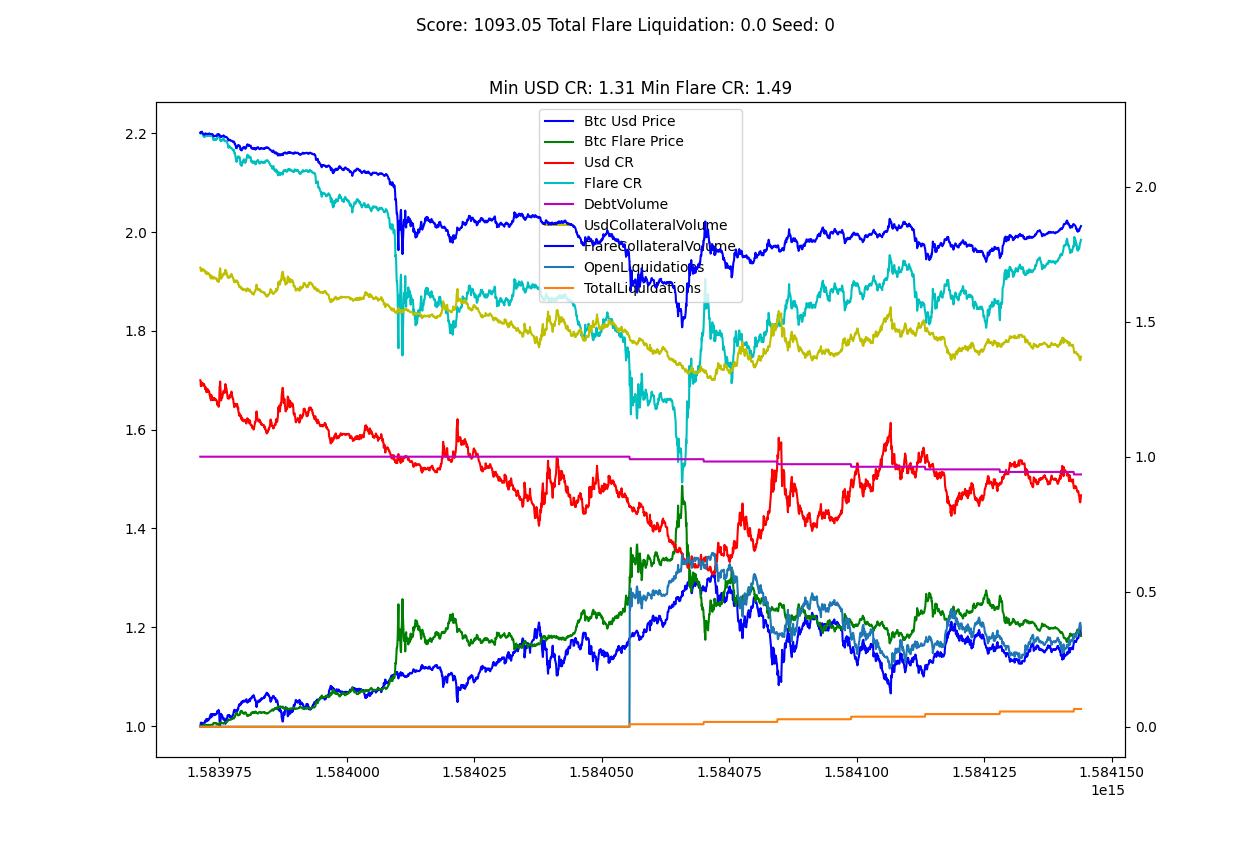 Score: 1093.05 Total Flare Liquidation: 0.0 Seed: 0
Min USD CR: 1.31 Min Flare CR: 1.49
Btc Usd Price
Btc Flare Price
Usd CR
Flare CR
DebtVolume
UsdCollateralVolume
FlareCollateralVolume
OpenLiquidations
TotalLiquidations
2.2
2.0
1.8
1.6
1.4
1.2
1.0
2.0
1.5
1.0
0.5
0.0
1.583975
1.584000
1.584025
1.584050
1.584075
1.584100
1.584125
1.584150
1e15